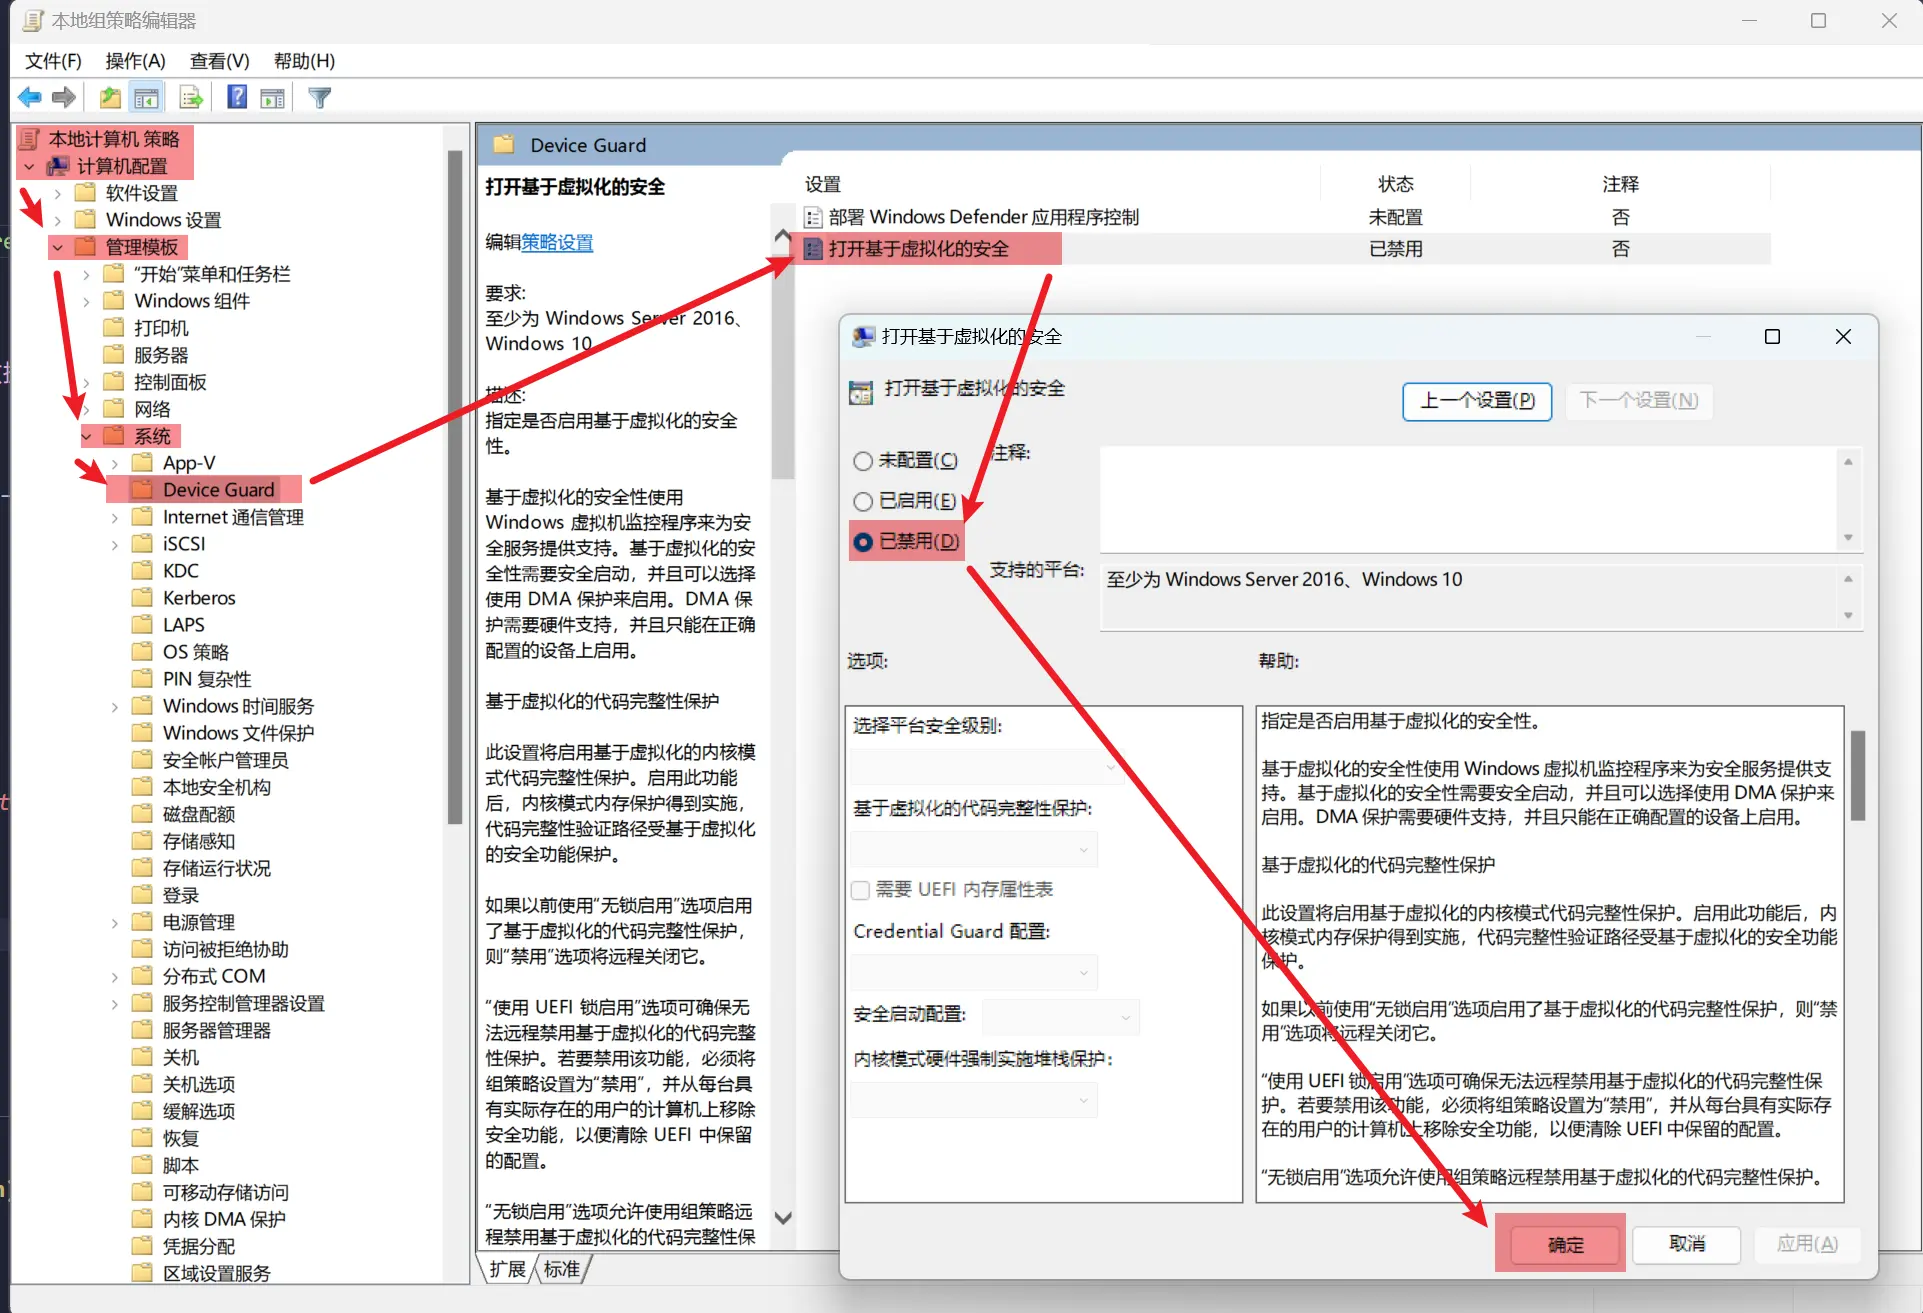 本地组策略编辑器
文件(F) 操作(A) 查看(V) 帮助(H)
本地计算机 策略
计算机配置
软件设置
Windows 设置
管理模板
“开始”菜单和任务栏
Windows 组件
打印机
服务器
控制面板
网络
系统
App-V
Device Guard
Internet 通信管理
iSCSI
KDC
Kerberos
LAPS
OS 策略
PIN 复杂性
Windows 时间服务
Windows 文件保护
安全帐户管理员
本地安全机构
磁盘配额
存储感知
存储运行状况
登录
电源管理
访问被拒绝协助
分布式 COM
服务控制管理器设置
服务器管理器
关机
关机选项
缓解选项
恢复
脚本
可移动存储访问
内核 DMA 保护
凭据分配
区域设置服务
Device Guard
打开基于虚拟化的安全
编辑策略设置
要求:
至少为 Windows Server 2016、
Windows 10
描述:
指定是否启用基于虚拟化的安全
性。
基于虚拟化的安全性使用
Windows 虚拟机监控程序来为安
全服务提供支持。基于虚拟化的安
全性需要安全启动，并且可以选择
使用 DMA 保护来启用。DMA 保
护需要硬件支持，并且只能在正确
配置的设备上启用。
基于虚拟化的代码完整性保护
此设置将启用基于虚拟化的内核模
式代码完整性保护。启用此功能
后，内核模式内存保护得到实施，
代码完整性验证路径受基于虚拟化
的安全功能保护。
如果以前使用“无锁启用”选项启用
了基于虚拟化的代码完整性保护，
则“禁用”选项将远程关闭它。
“使用 UEFI 锁启用”选项可确保无
法远程禁用基于虚拟化的代码完整
性保护。若要禁用该功能，必须将
组策略设置为“禁用”，并从每台具
有实际存在的用户的计算机上移除
安全功能，以便清除 UEFI 中保留
的配置。
“无锁启用”选项允许使用组策略远
程禁用基于虚拟化的代码完整性保
扩展 标准
设置 状态 注释
部署 Windows Defender 应用程序控制 未配置 否
打开基于虚拟化的安全 已禁用 否
打开基于虚拟化的安全
打开基于虚拟化的安全
上一个设置(P) 下一个设置(N)
未配置(C) 注释:
已启用(E)
已禁用(D)
支持的平台: 至少为 Windows Server 2016、Windows 10
选项: 帮助:
选择平台安全级别:
基于虚拟化的代码完整性保护:
需要 UEFI 内存属性表
Credential Guard 配置:
安全启动配置:
内核模式硬件强制实施堆栈保护:
指定是否启用基于虚拟化的安全性。
基于虚拟化的安全性使用 Windows 虚拟机监控程序来为安全服务提供支
持。基于虚拟化的安全性需要安全启动，并且可以选择使用 DMA 保护来
启用。DMA 保护需要硬件支持，并且只能在正确配置的设备上启用。
基于虚拟化的代码完整性保护
此设置将启用基于虚拟化的内核模式代码完整性保护。启用此功能后，内
核模式内存保护得到实施，代码完整性验证路径受基于虚拟化的安全功能
保护。
如果以前使用“无锁启用”选项启用了基于虚拟化的代码完整性保护，则“禁
用”选项将远程关闭它。
“使用 UEFI 锁启用”选项可确保无法远程禁用基于虚拟化的代码完整性保
护。若要禁用该功能，必须将组策略设置为“禁用”，并从每台具有实际存
在的用户的计算机上移除安全功能，以便清除 UEFI 中保留的配置。
“无锁启用”选项允许使用组策略远程禁用基于虚拟化的代码完整性保护。
确定 取消 应用(A)